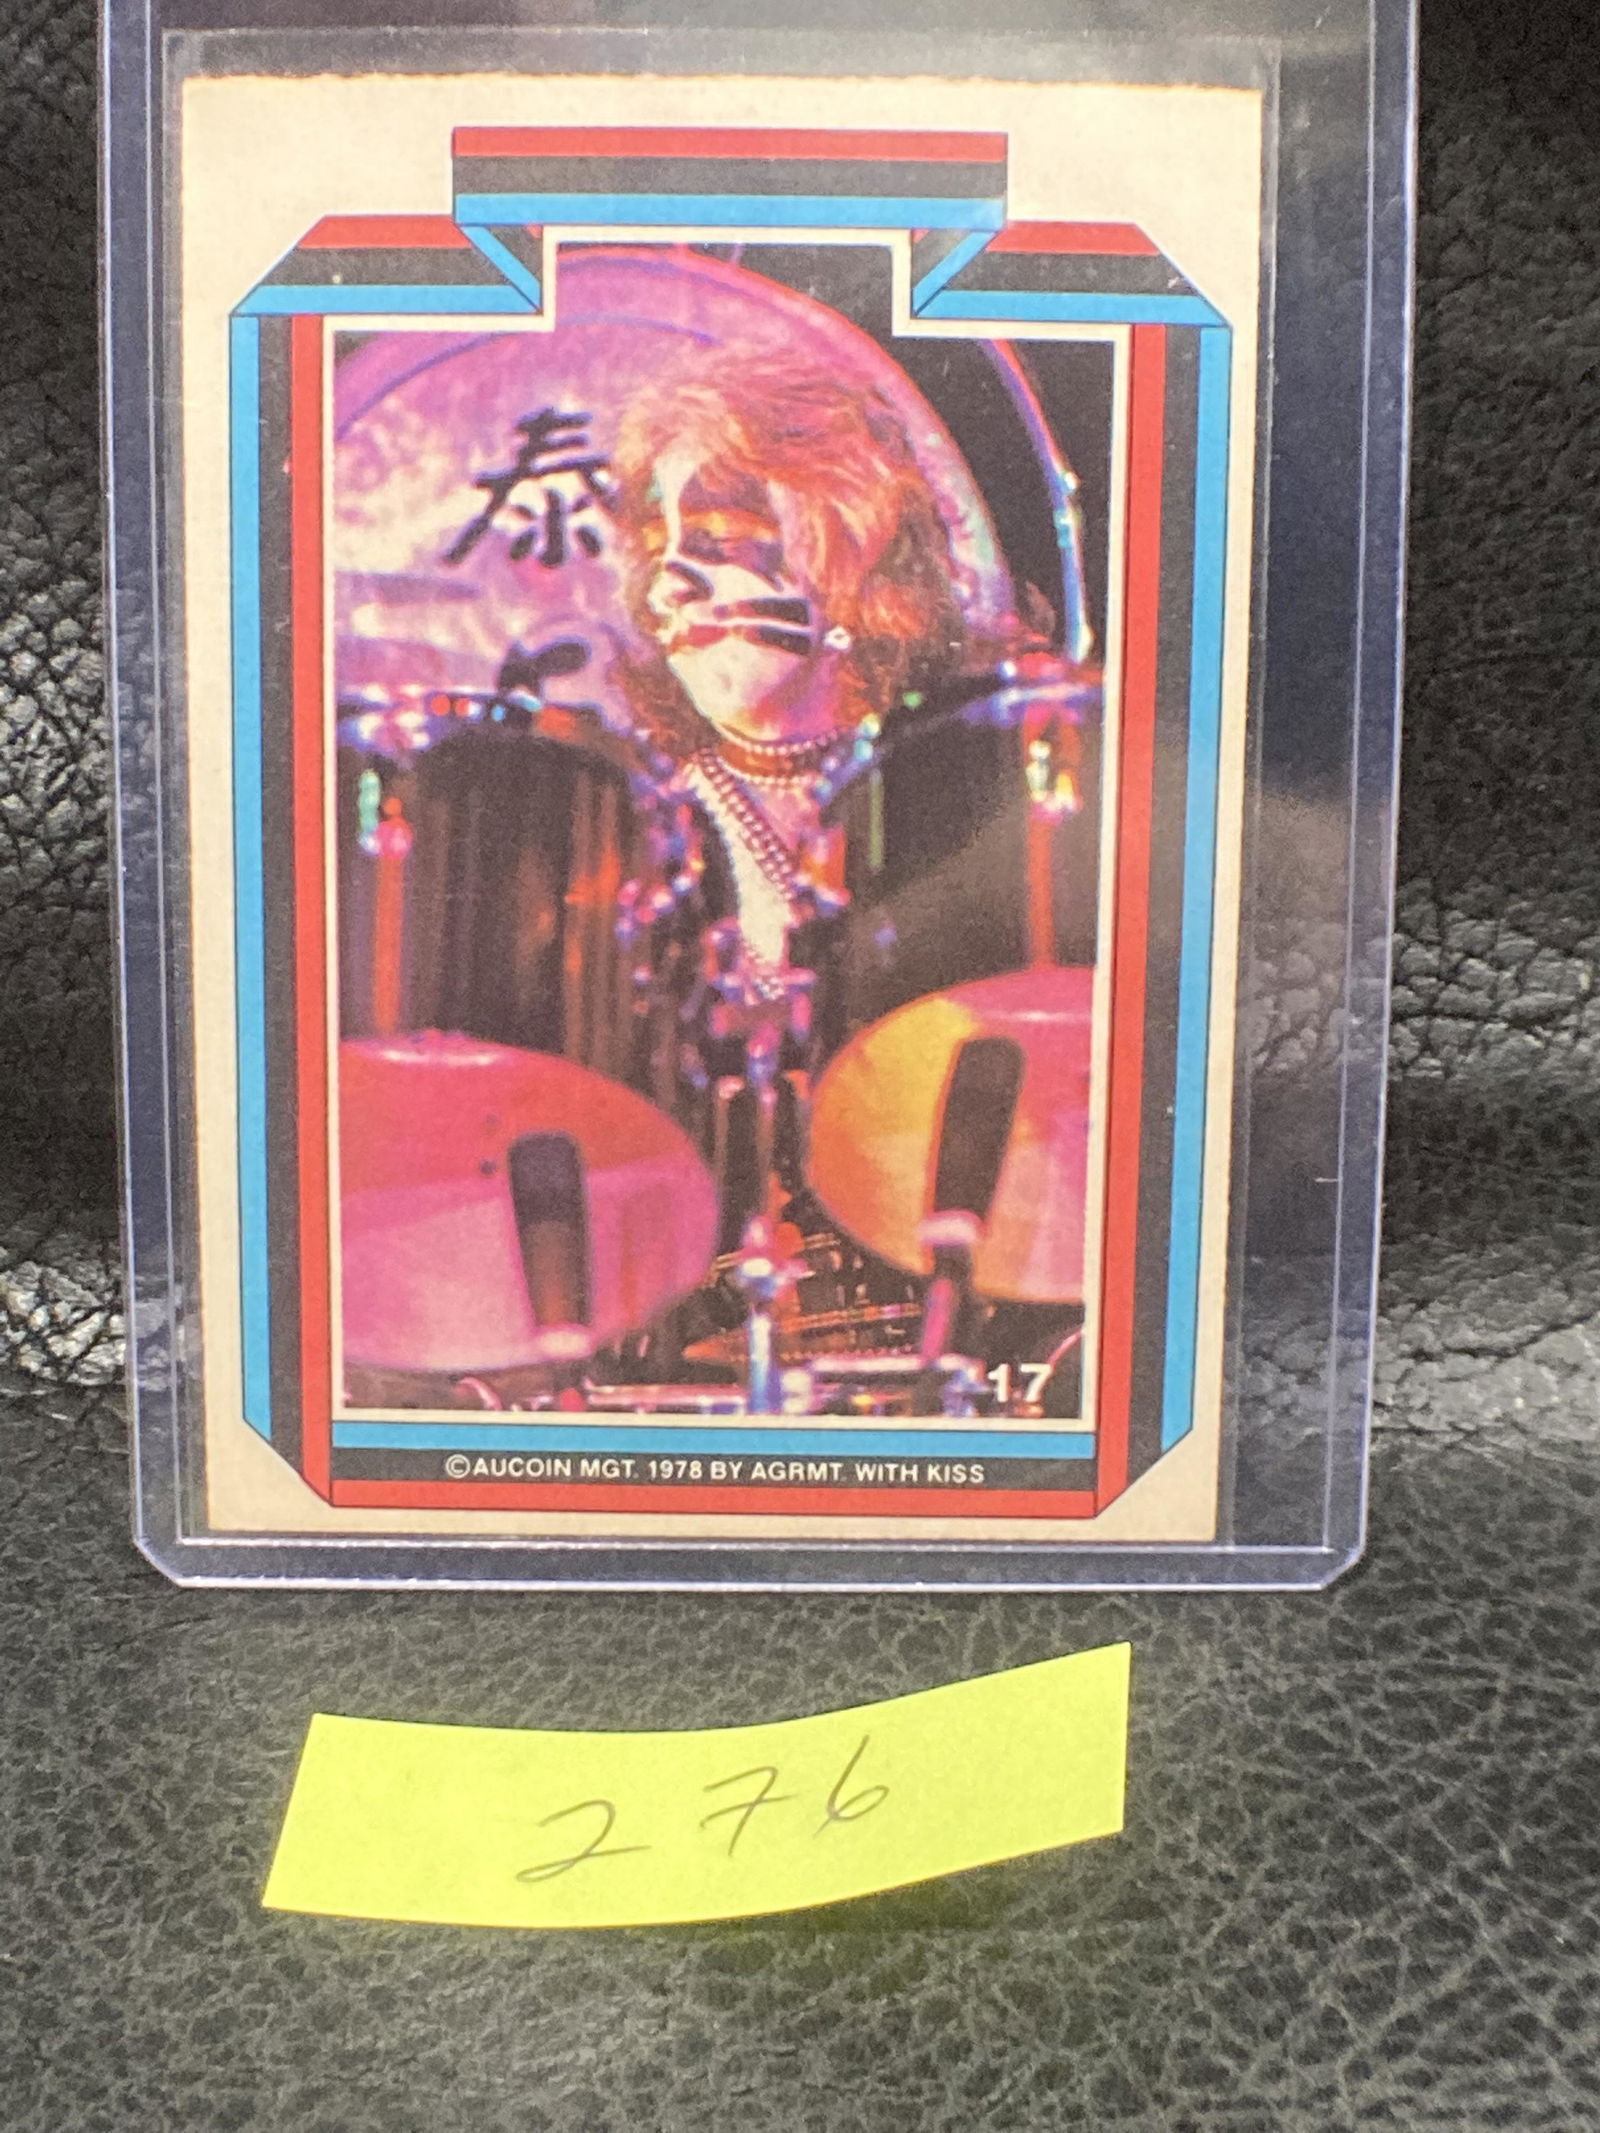 泰
17
©AUCOIN MGT. 1978 BY AGRMT. WITH KISS
276